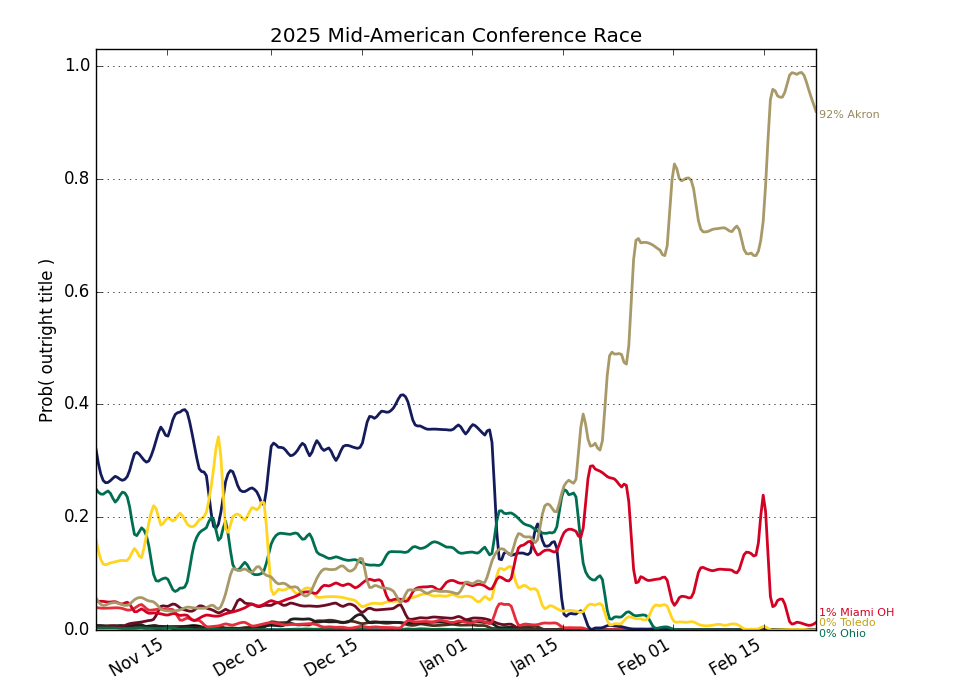 2025 Mid-American Conference Race
Prob( outright title )
1.0
0.8
0.6
0.4
0.2
0.0
Nov 15
Dec 01
Dec 15
Jan 01
Jan 15
Feb 01
Feb 15
92% Akron
1% Miami OH
0% Toledo
0% Ohio